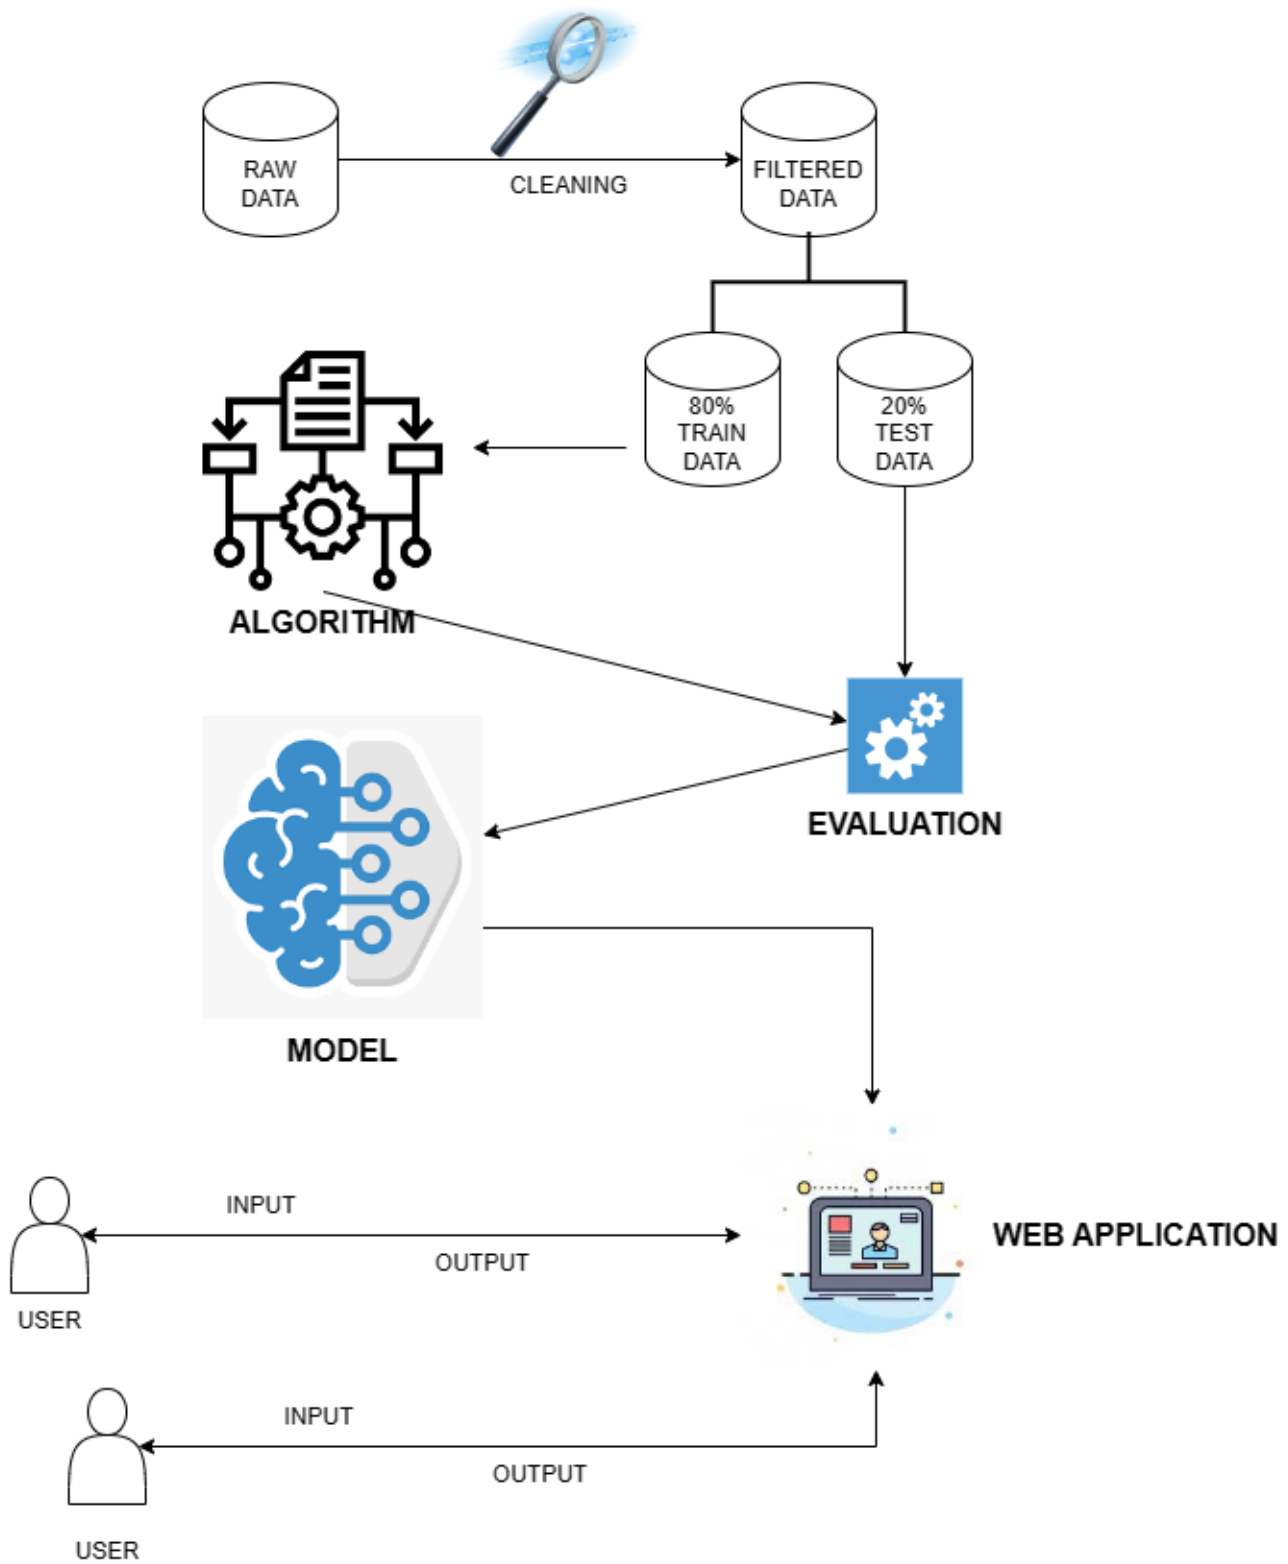 RAW
DATA
CLEANING
FILTERED
DATA
80%
TRAIN
DATA
20%
TEST
DATA
ALGORITHM
EVALUATION
MODEL
INPUT
OUTPUT
USER
WEB APPLICATION
INPUT
OUTPUT
USER